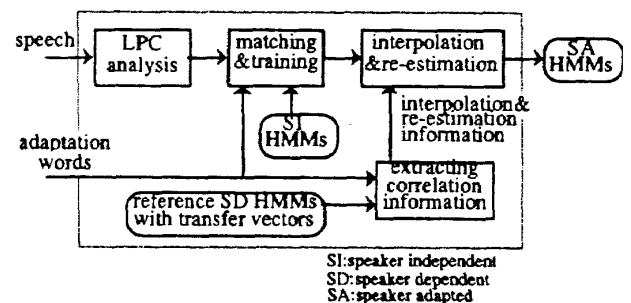 speech
LPC
analysis
matching
&training
interpolation
&re-estimation
SA
HMMs
SI
HMMs
interpolation&
re-estimation
information
adaptation
words
reference SD HMMs
with transfer vectors
extracting
correlation
information
SI:speaker independent
SD:speaker dependent
SA:speaker adapted